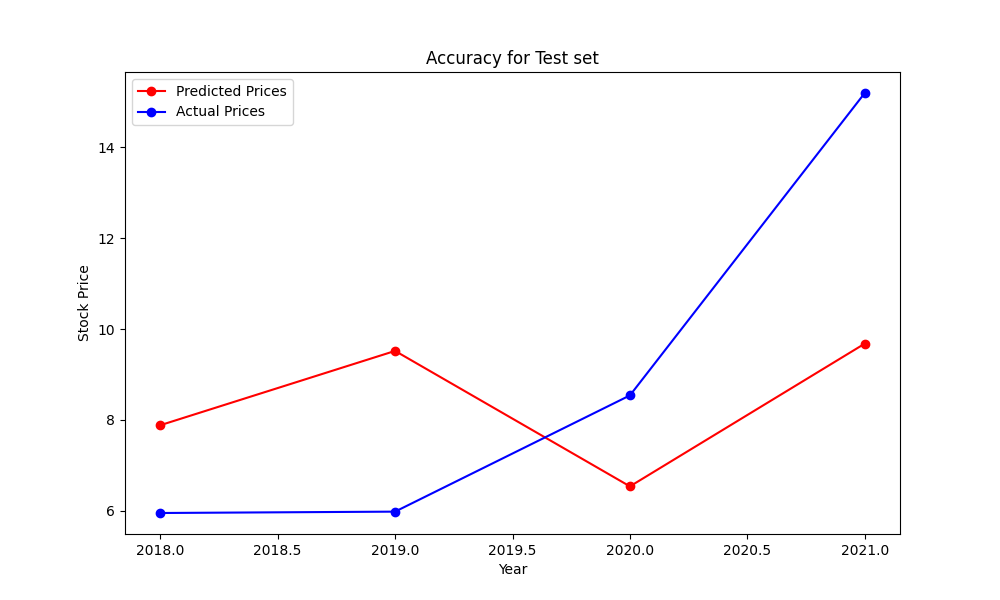 Accuracy for Test set
Predicted Prices
Actual Prices
Stock Price
14
12
10
8
6
2018.0 2018.5 2019.0 2019.5 2020.0 2020.5 2021.0
Year